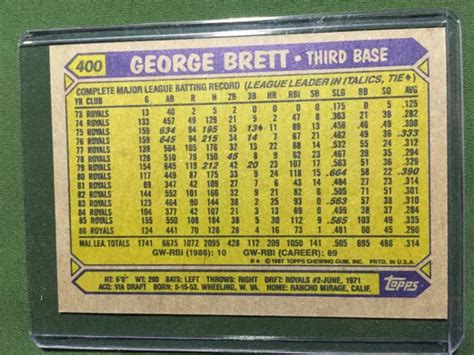 400 GEORGE BRETT • THIRD BASE
COMPLETE MAJOR LEAGUE BATTING RECORD (LEAGUE LEADER IN ITALICS, TIE ♦)
YR CLUB G AB R H 2B 3B HR RBI SB SLG BB SO AVG
73 ROYALS 13 40 2 5 2 0 0 0 0 .175 0 5 .125
74 ROYALS 133 457 49 129 21 5 2 47 8 .363 21 38 .282
75 ROYALS 159 634 84 195 35 13♦ 11 89 13 .456 46 49 .308
76 ROYALS 159 645 94 215 34 14 7 67 21 .462 49 36 .333
77 ROYALS 139 564 105 176 32 13 22 88 14 .532 55 24 .312
78 ROYALS 128 510 79 150 45 8 9 62 23 .467 39 35 .294
79 ROYALS 154 645 119 212 42 20 23 107 17 .563 51 36 .329
80 ROYALS 117 449 87 175 33 9 24 118 15 .664 58 22 .390
81 ROYALS 89 347 42 109 27 7 6 43 14 .484 27 23 .314
82 ROYALS 144 552 101 166 32 9 21 82 6 .505 71 51 .301
83 ROYALS 123 464 90 144 38 2 25 93 0 .563 57 39 .310
84 ROYALS 104 377 42 107 21 3 13 69 0 .459 38 37 .284
85 ROYALS 155 550 108 184 38 5 30 112 9 .585 103 49 .335
86 ROYALS 124 441 70 128 28 4 16 73 1 .481 80 45 .290
MAJ. LEA. TOTALS 1741 6675 1072 2095 428 112 209 1050 141 .505 695 488 .314
GW-RBI (1986): 10 GW-RBI (CAREER): 89
© 1987 TOPPS CHEWING GUM, INC. PRTD. IN U.S.A.
HT: 6'0" WT: 200 BATS: LEFT THROWS: RIGHT DRFT: ROYALS #2-JUNE, 1971
ACQ: VIA DRAFT BORN: 5-15-53, WHEELING, W. VA. HOME: RANCHO MIRAGE, CALIF.
Topps